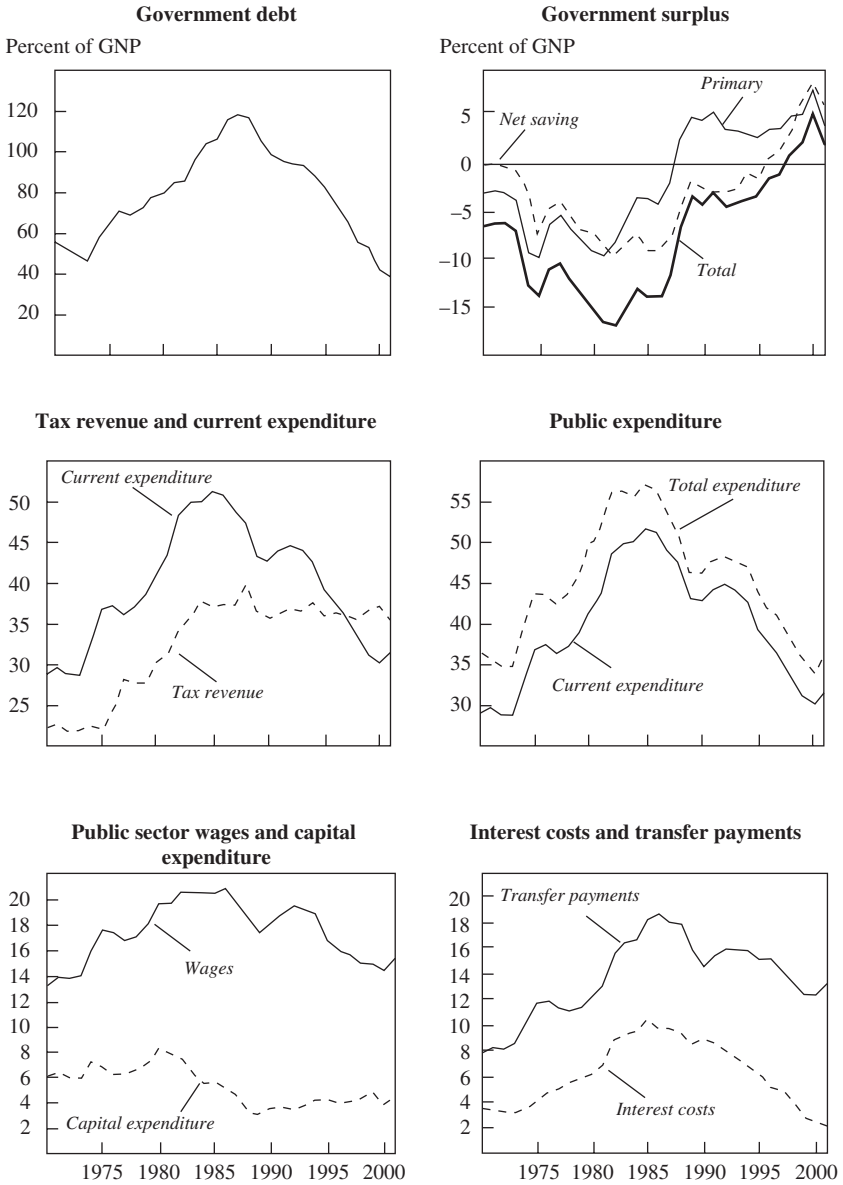 Government debt
Percent of GNP
120
100
80
60
40
20
Government surplus
Percent of GNP
5
0
–5
–10
–15
Primary
Net saving
Total
Tax revenue and current expenditure
50
45
40
35
30
25
Current expenditure
Tax revenue
Public expenditure
55
50
45
40
35
30
Total expenditure
Current expenditure
Public sector wages and capital
expenditure
20
18
16
14
12
10
8
6
4
2
Wages
Capital expenditure
1975 1980 1985 1990 1995 2000
Interest costs and transfer payments
20
18
16
14
12
10
8
6
4
2
Transfer payments
Interest costs
1975 1980 1985 1990 1995 2000